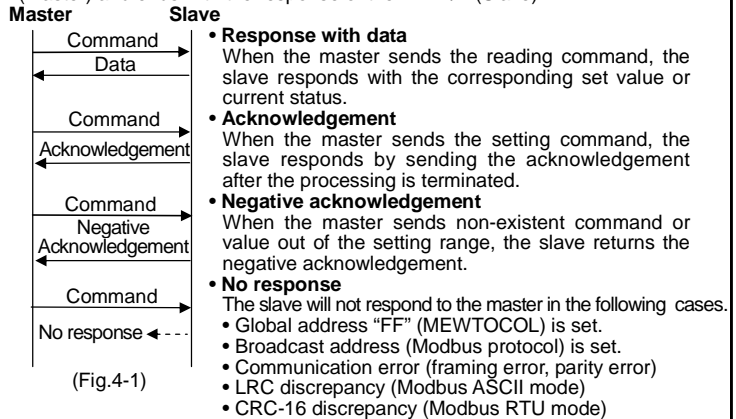 Master Slave
Command
Data
Command
Acknowledgement
Command
Negative
Acknowledgement
Command
No response
(Fig.4-1)
• Response with data
When the master sends the reading command, the
slave responds with the corresponding set value or
current status.
• Acknowledgement
When the master sends the setting command, the
slave responds by sending the acknowledgement
after the processing is terminated.
• Negative acknowledgement
When the master sends non-existent command or
value out of the setting range, the slave returns the
negative acknowledgement.
• No response
The slave will not respond to the master in the following cases.
• Global address “FF” (MEWTOCOL) is set.
• Broadcast address (Modbus protocol) is set.
• Communication error (framing error, parity error)
• LRC discrepancy (Modbus ASCII mode)
• CRC-16 discrepancy (Modbus RTU mode)